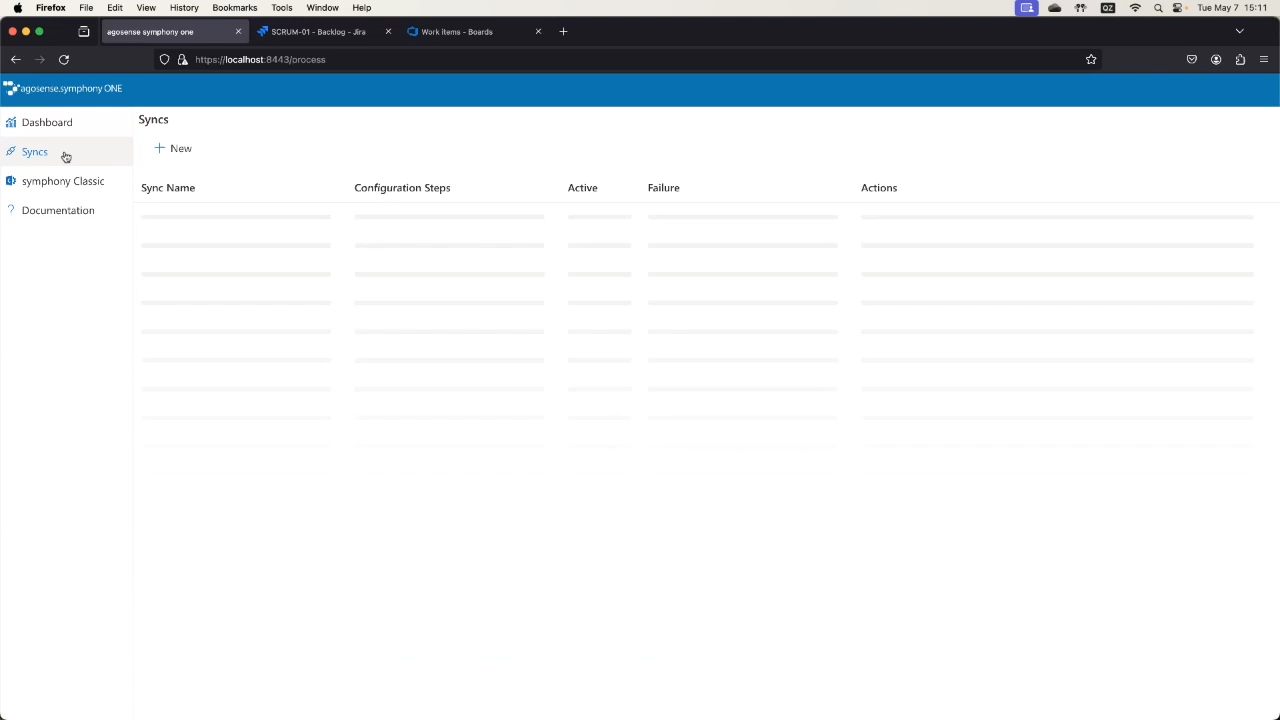 Firefox File Edit View History Bookmarks Tools Window Help Tue May 7 15:11
agosense symphony one SCRUM-01 - Backlog - Jira Work items - Boards
https://localhost:8443/process
agosense.symphony ONE
Dashboard
Syncs
symphony Classic
Documentation
Syncs
New
Sync Name Configuration Steps Active Failure Actions